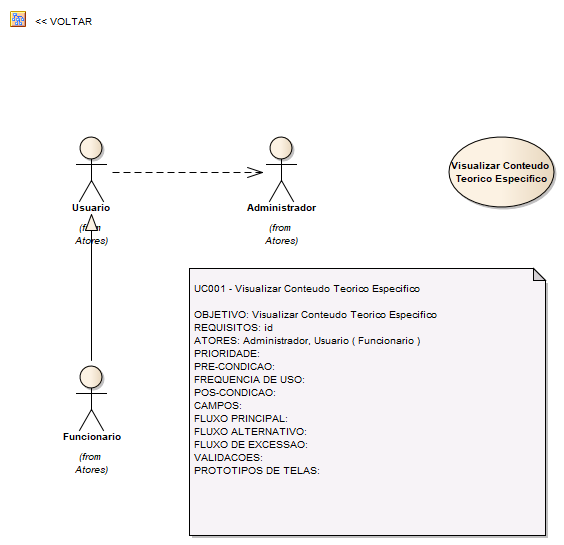 << VOLTAR
Usuario
(from
Atores)
Administrador
(from
Atores)
Visualizar Conteudo
Teorico Especifico
UC001 - Visualizar Conteudo Teorico Especifico
OBJETIVO: Visualizar Conteudo Teorico Especifico
REQUISITOS: id
ATORES: Administrador, Usuario ( Funcionario )
PRIORIDADE:
PRE-CONDICAO:
FREQUENCIA DE USO:
POS-CONDICAO:
CAMPOS:
FLUXO PRINCIPAL:
FLUXO ALTERNATIVO:
FLUXO DE EXCESSAO:
VALIDACOES:
PROTOTIPOS DE TELAS:
Funcionario
(from
Atores)